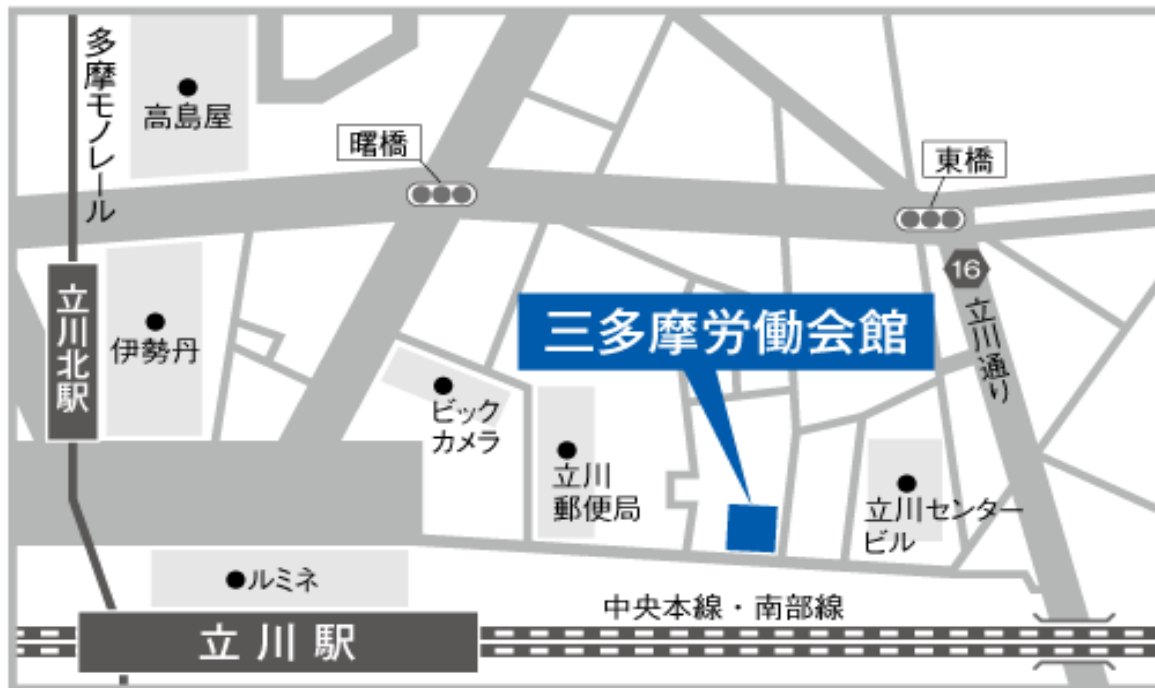 多摩モノレール
高島屋
曙橋
東橋
16
立川通り
立川北駅
伊勢丹
三多摩労働会館
ビック
カメラ
立川
郵便局
立川センター
ビル
ルミネ
中央本線・南部線
立川駅